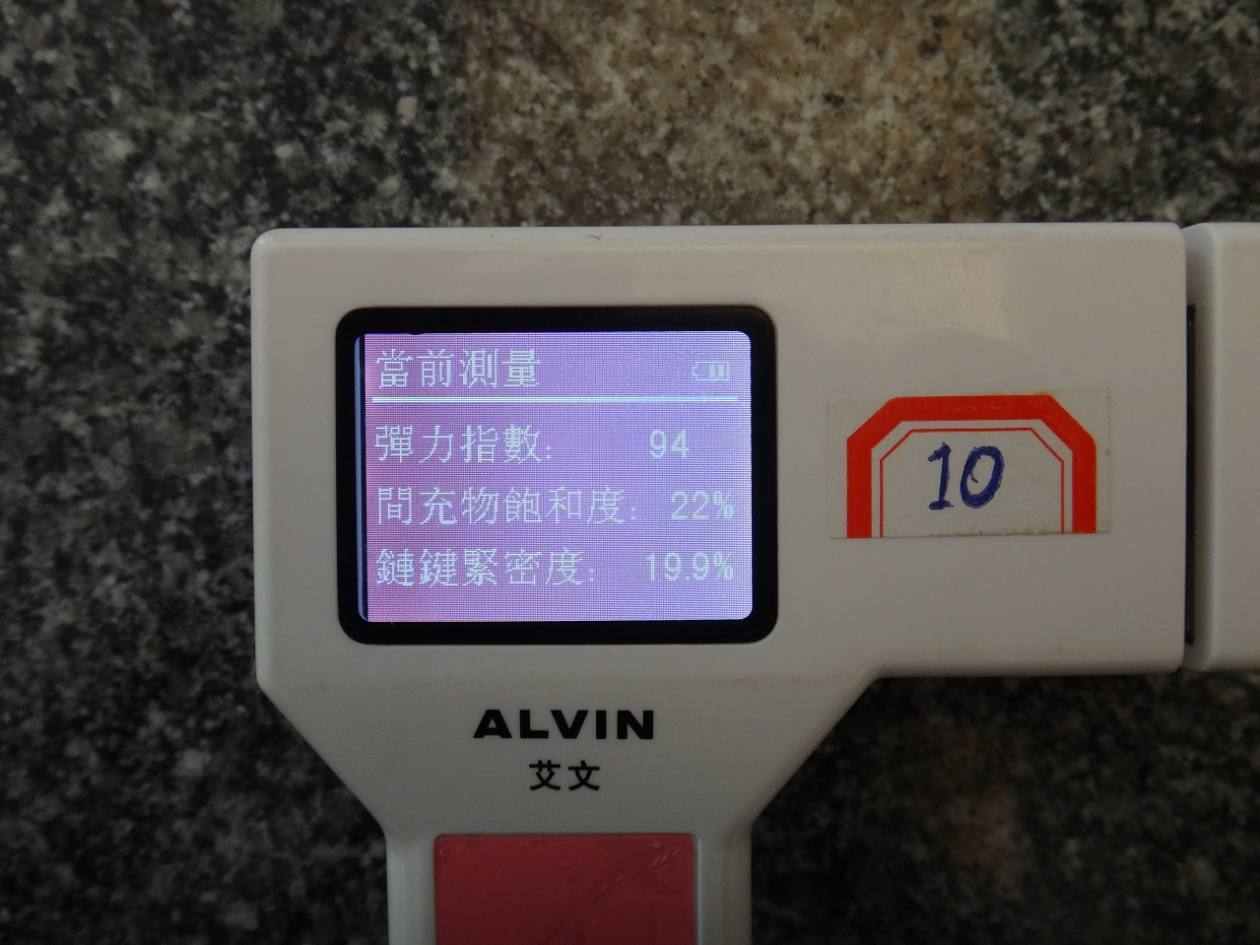 當前測量
彈力指數: 94
間充物飽和度: 22%
鏈鍵緊密度: 19.9%
10
ALVIN
艾文